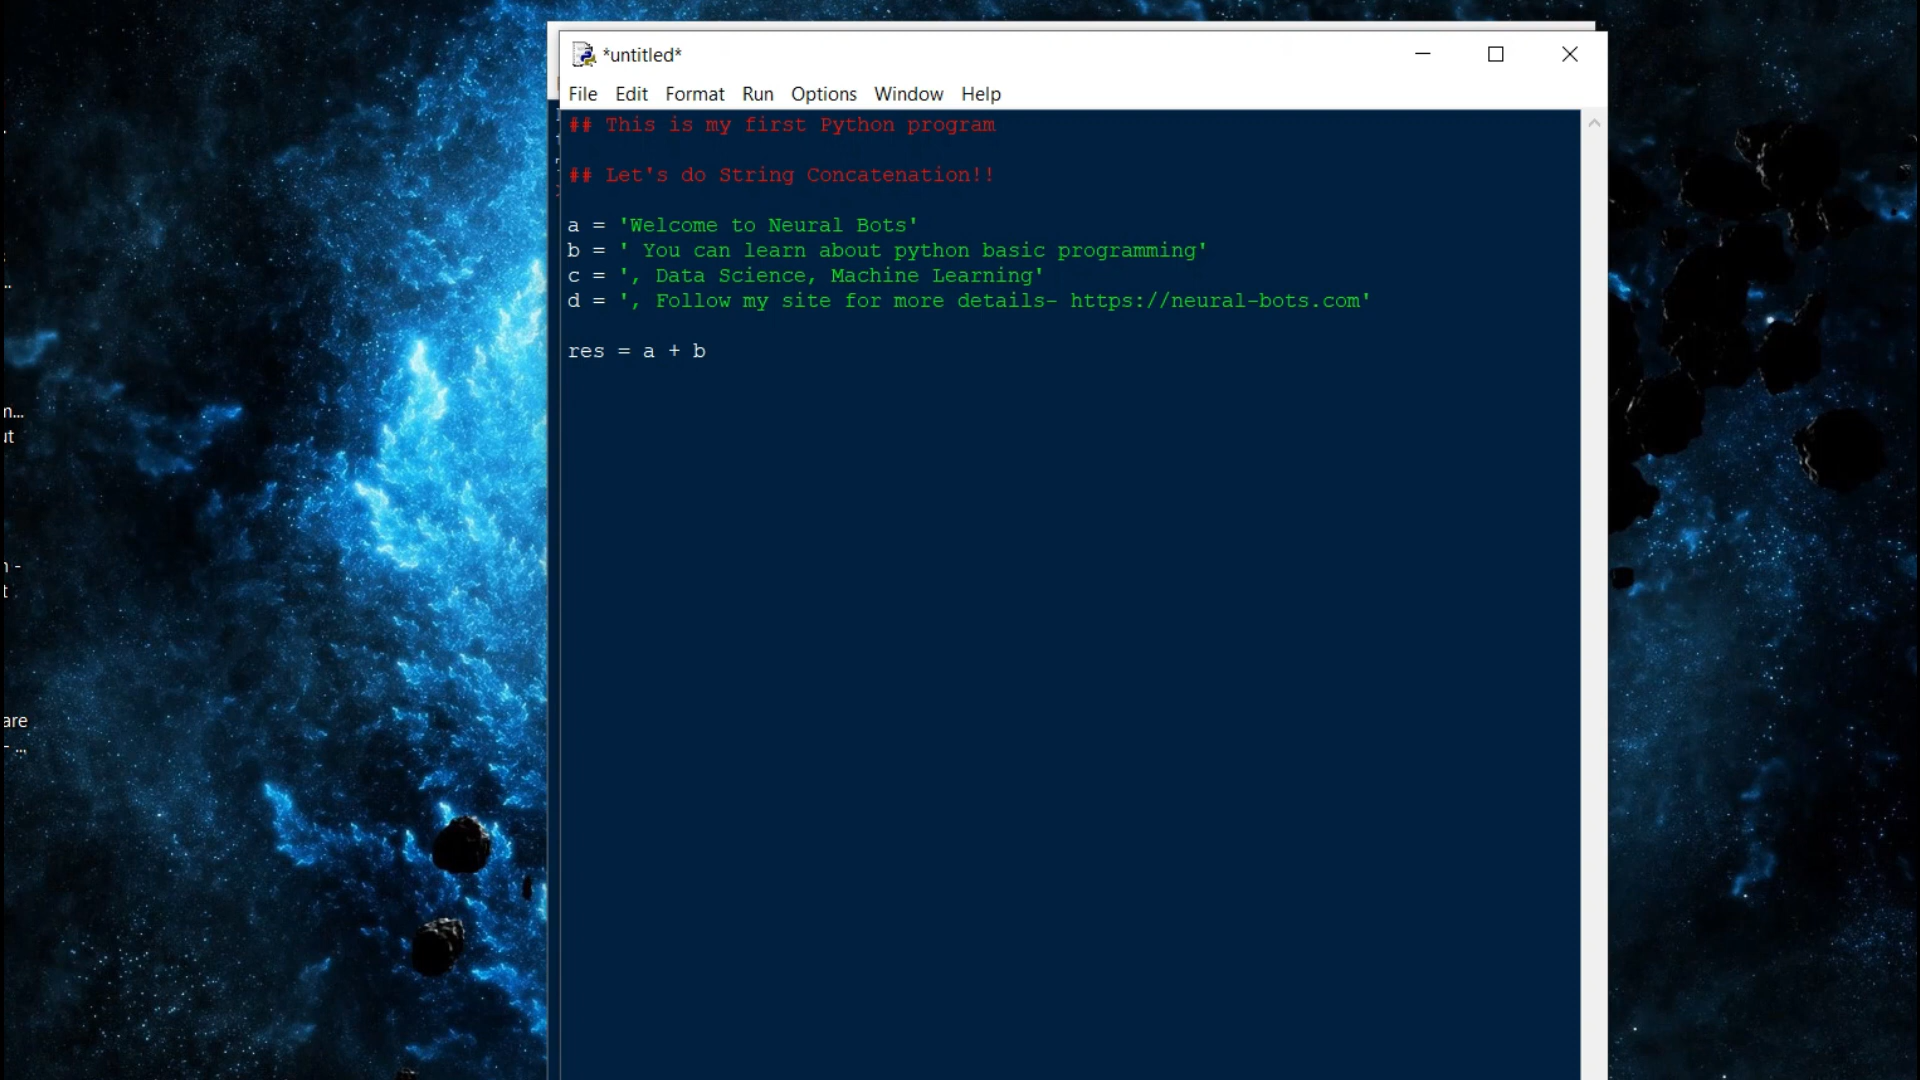 *untitled*
File Edit Format Run Options Window Help
## This is my first Python program
## Let's do String Concatenation!!
a = 'Welcome to Neural Bots'
b = ' You can learn about python basic programming'
c = ', Data Science, Machine Learning'
d = ', Follow my site for more details- https://neural-bots.com'
res = a + b